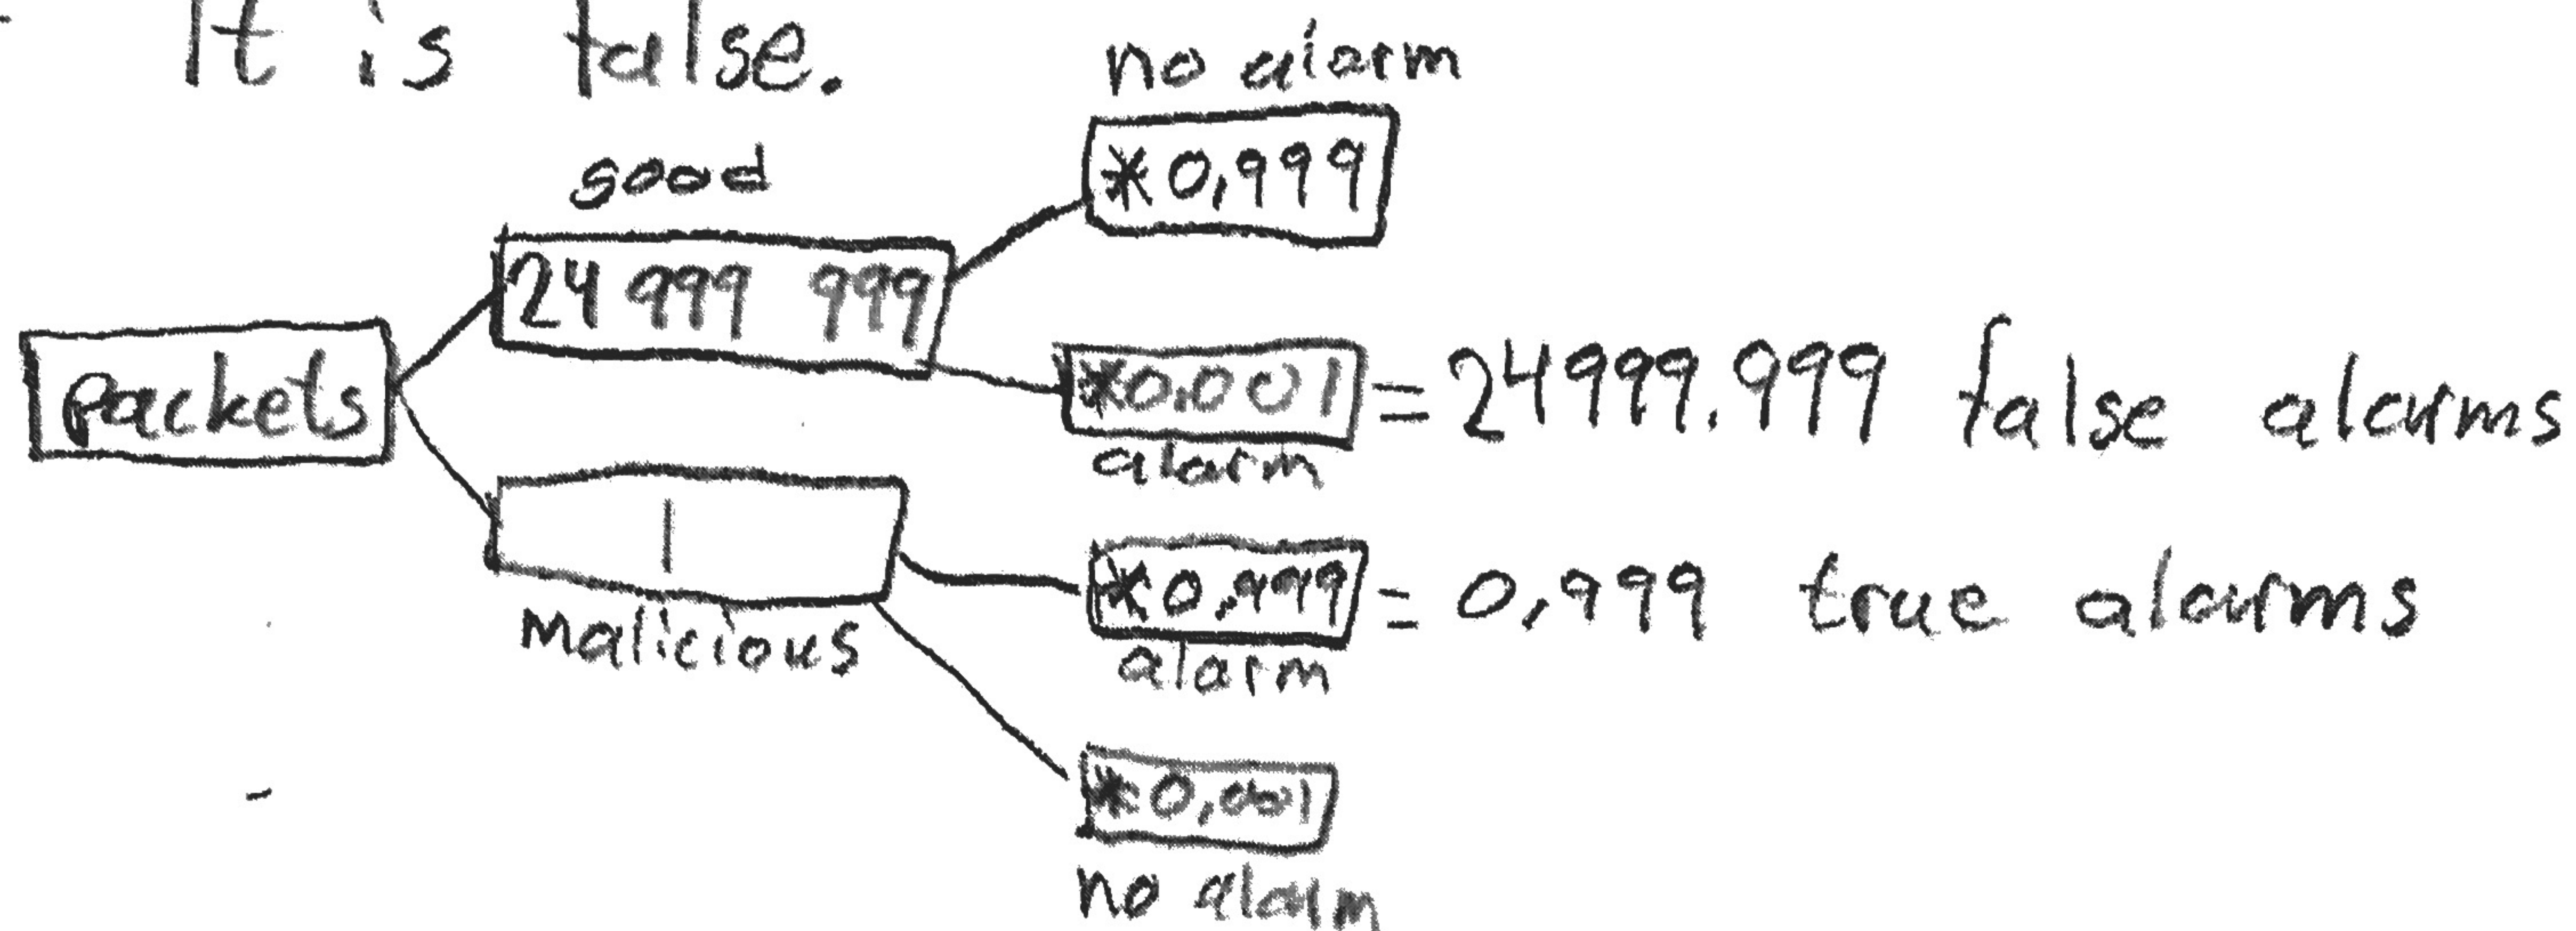 It is false.
no alarm
*0,999
good
24 999 999
Packets
*0.001 = 24999.999 false alarms
alarm
1
*0,999 = 0,999 true alarms
Malicious
alarm
*0,001
no alarm